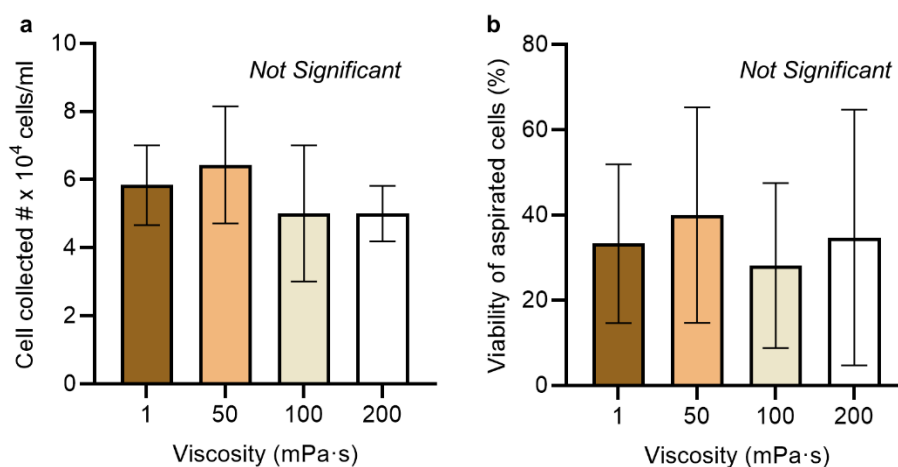 a
Cell collected # x 10⁴ cells/ml
10
8
6
4
2
0
Not Significant
1 50 100 200
Viscosity (mPa·s)
b
Viability of aspirated cells (%)
80
60
40
20
0
Not Significant
1 50 100 200
Viscosity (mPa·s)